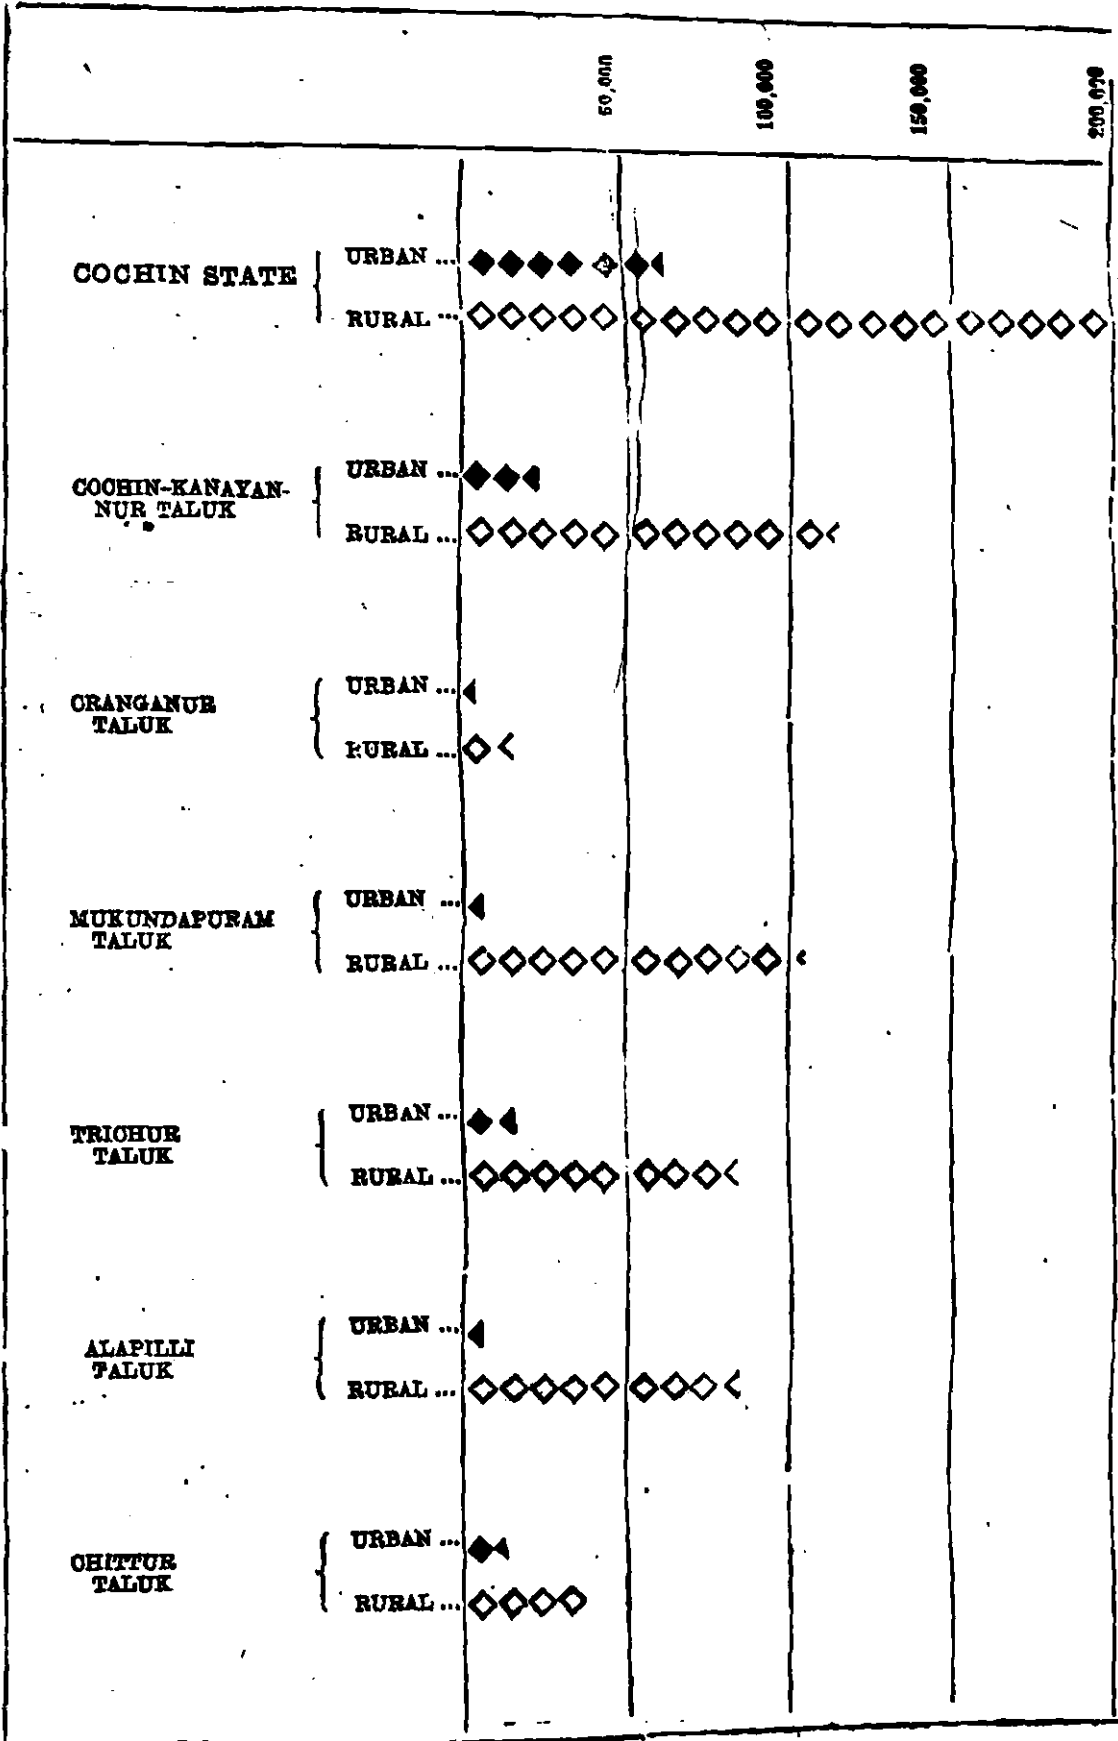 50,000
100,000
150,000
200,000
COCHIN STATE
URBAN ...
RURAL ...
COCHIN-KANAYAN-
NUR TALUK
URBAN ...
RURAL ...
CRANGANUR
TALUK
URBAN ...
RURAL ...
MUKUNDAPURAM
TALUK
URBAN ...
RURAL ...
TRICHUR
TALUK
URBAN ...
RURAL ...
ALAPILLI
TALUK
URBAN ...
RURAL ...
CHITTUR
TALUK
URBAN ...
RURAL ...